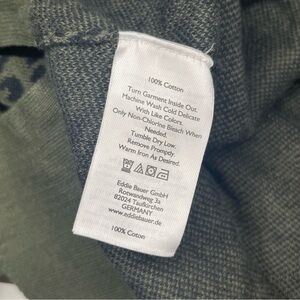 100% Cotton
Turn Garment Inside Out.
Machine Wash Cold Delicate
With Like Colors.
Only Non-Chlorine Bleach When
Needed.
Tumble Dry Low.
Remove Promptly.
Warm Iron As Desired.
Eddie Bauer GmbH
Rotwandweg 3a
82024 Taufkirchen
GERMANY
www.eddiebauer.de
100% Cotton